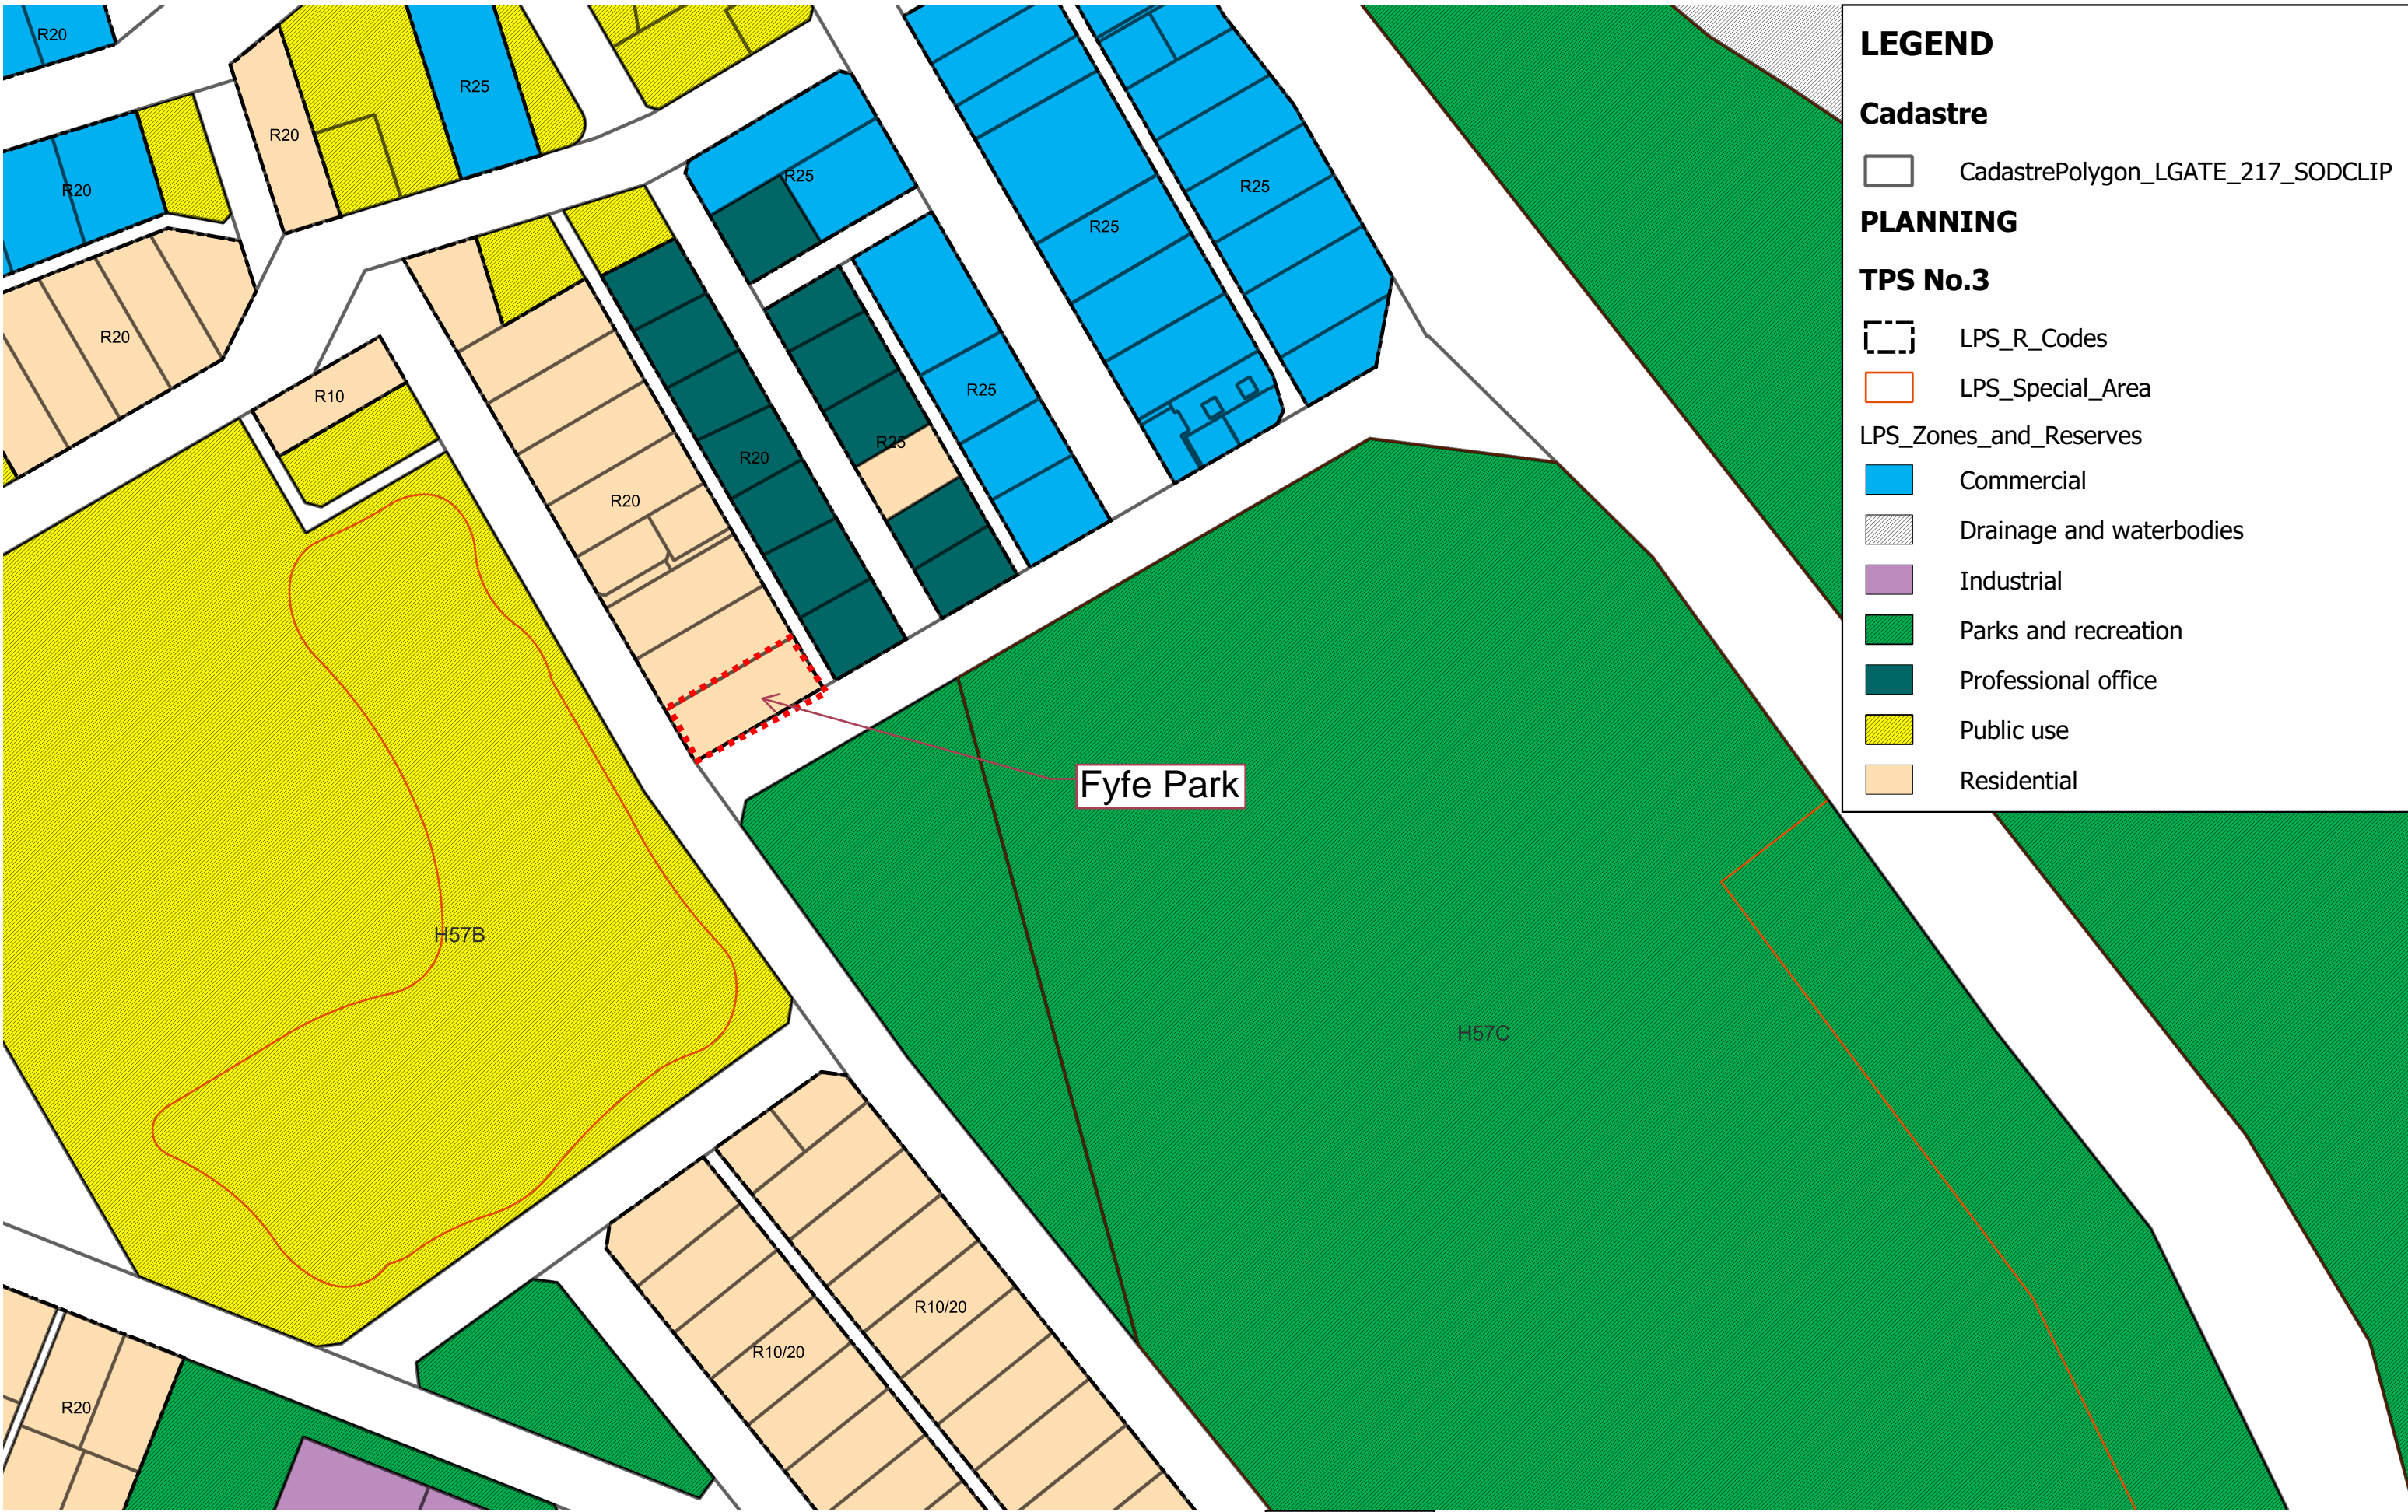 R20
R25
R20
R20
R25
R25
R25
R20
R10
R25
R25
R20
R20
Fyfe Park
H57B
H57C
R10/20
R10/20
R20
LEGEND
Cadastre
CadastrePolygon_LGATE_217_SODCLIP
PLANNING
TPS No.3
LPS_R_Codes
LPS_Special_Area
LPS_Zones_and_Reserves
Commercial
Drainage and waterbodies
Industrial
Parks and recreation
Professional office
Public use
Residential